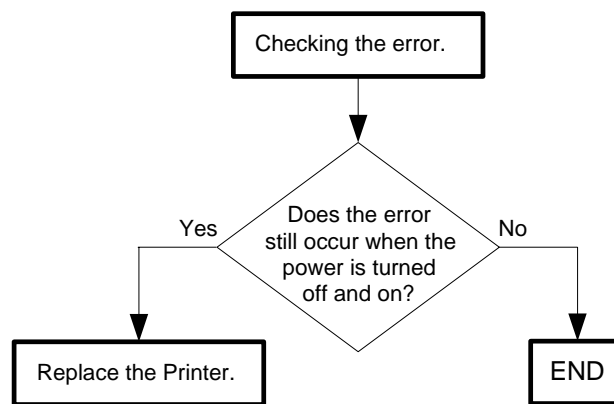 Checking the error.
Yes
Does the error
still occur when the
power is turned
off and on?
No
Replace the Printer.
END